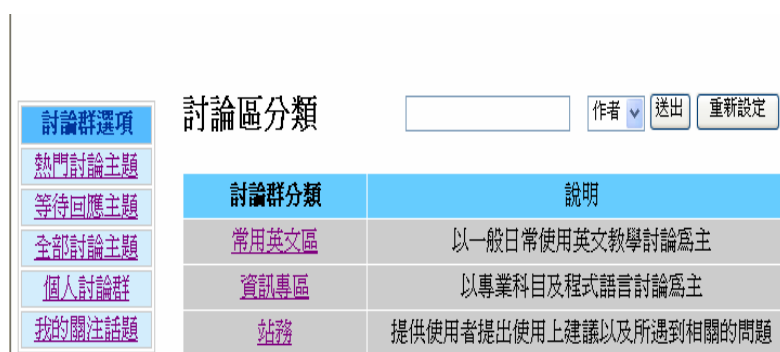 討論群選項
熱門討論主題
等待回應主題
全部討論主題
個人討論群
我的關注話題
討論區分類
作者 送出 重新設定
討論群分類 說明
常用英文區 以一般日常使用英文教學討論為主
資訊專區 以專業科目及程式語言討論為主
站務 提供使用者提出使用上建議以及所遇到相關的問題